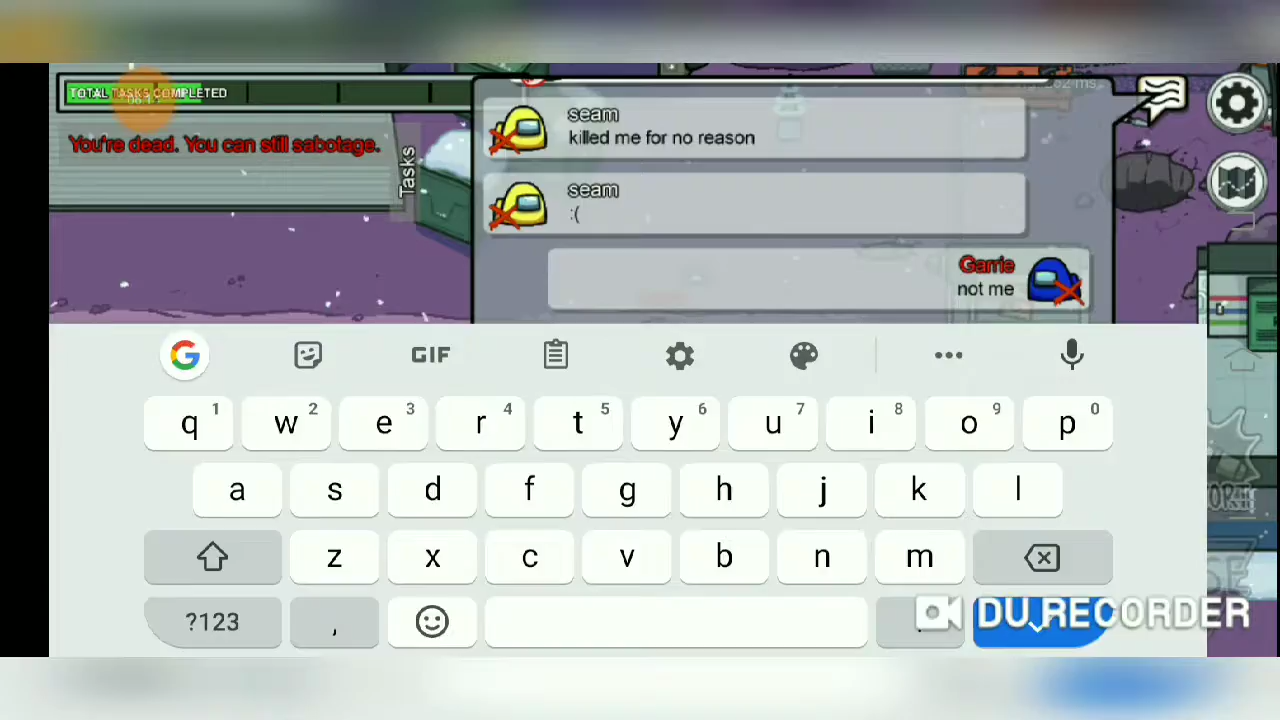 TOTAL TASKS COMPLETED
You're dead. You can still sabotage.
Tasks
seam
killed me for no reason
seam
:(
Garrie
not me
GIF
q 1 w 2 e 3 r 4 t 5 y 6 u 7 i 8 o 9 p 0
a s d f g h j k l
z x c v b n m
?123 , .
DU RECORDER